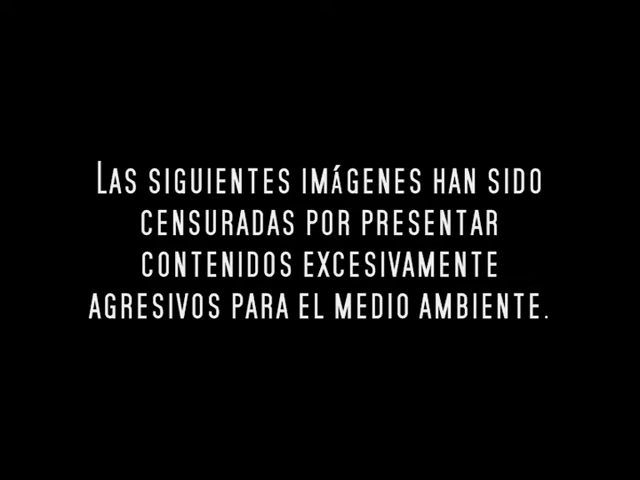 Las siguientes imágenes han sido
censuradas por presentar
contenidos excesivamente
agresivos para el medio ambiente.